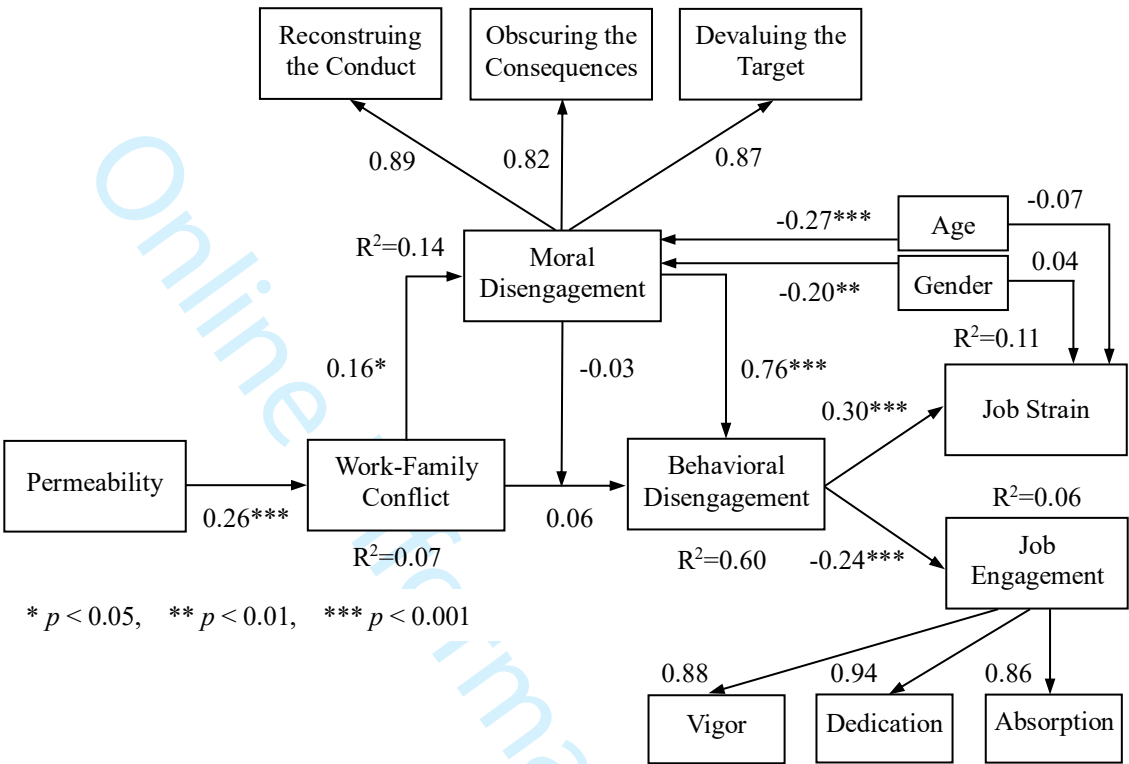 Reconstruing
the Conduct
Obscuring the
Consequences
Devaluing the
Target
0.89
0.82
0.87
-0.07
-0.27***
Age
R²=0.14
Moral
Disengagement
0.04
-0.20**
Gender
R²=0.11
0.16*
-0.03
0.76***
0.30***
Job Strain
Permeability
0.26***
Work-Family
Conflict
0.06
Behavioral
Disengagement
R²=0.07
R²=0.60
-0.24***
R²=0.06
Job
Engagement
* p < 0.05, ** p < 0.01, *** p < 0.001
0.88
0.94
0.86
Vigor
Dedication
Absorption
Online